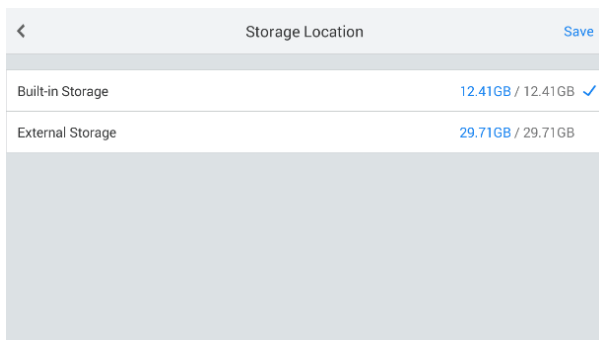 Storage Location Save
Built-in Storage 12.41GB / 12.41GB
External Storage 29.71GB / 29.71GB